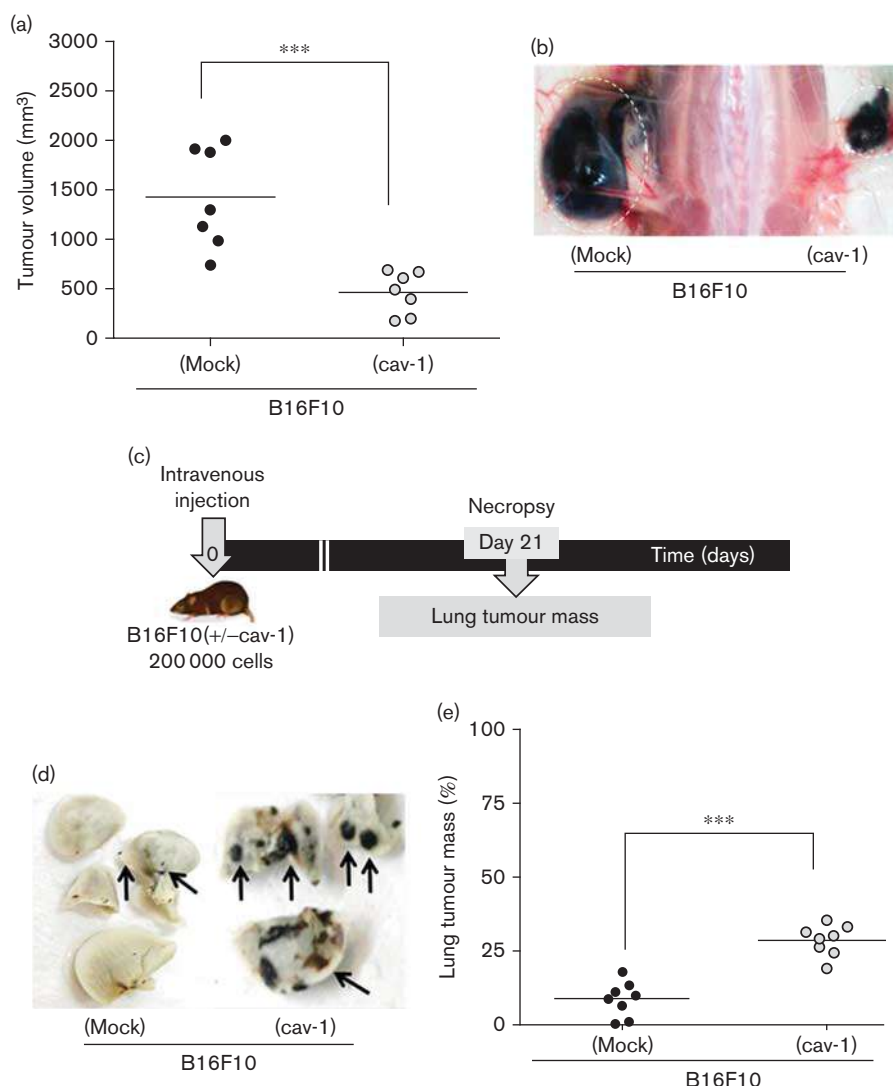 (a)
3000
2500
2000
1500
1000
500
0
Tumour volume (mm³)
***
(Mock)
(cav-1)
B16F10
(b)
(Mock)
(cav-1)
B16F10
(c)
Intravenous
injection
0
Necropsy
Day 21
Time (days)
Lung tumour mass
B16F10(+/−cav-1)
200 000 cells
(d)
(Mock)
(cav-1)
B16F10
(e)
100
75
50
25
0
Lung tumour mass (%)
***
(Mock)
(cav-1)
B16F10